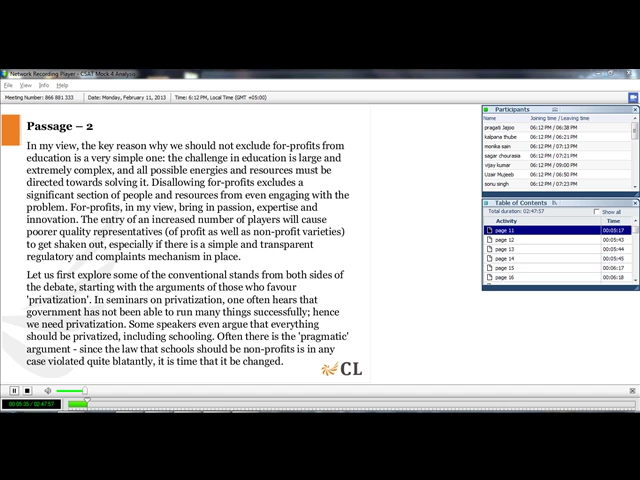 Network Recording Player - CSAT Mock 4 Analysis
File View Info Help
Meeting Number: 866 881 333 Date: Monday, February 11, 2013 Time: 6:12 PM, Local Time (GMT +05:00)
Passage – 2
In my view, the key reason why we should not exclude for-profits from
education is a very simple one: the challenge in education is large and
extremely complex, and all possible energies and resources must be
directed towards solving it. Disallowing for-profits excludes a
significant section of people and resources from even engaging with the
problem. For-profits, in my view, bring in passion, expertise and
innovation. The entry of an increased number of players will cause
poorer quality representatives (of profit as well as non-profit varieties)
to get shaken out, especially if there is a simple and transparent
regulatory and complaints mechanism in place.
Let us first explore some of the conventional stands from both sides of
the debate, starting with the arguments of those who favour
'privatization'. In seminars on privatization, one often hears that
government has not been able to run many things successfully; hence
we need privatization. Some speakers even argue that everything
should be privatized, including schooling. Often there is the 'pragmatic'
argument - since the law that schools should be non-profits is in any
case violated quite blatantly, it is time that it be changed.
CL
Participants
Name Joining time / Leaving time
pragati Jajoo 06:12 PM / 06:38 PM
kalpana thube 06:12 PM / 06:21 PM
monika sain 06:12 PM / 07:13 PM
sagar chourasia 06:12 PM / 07:21 PM
vijay kumar 06:12 PM / 09:00 PM
Uzair Mujeeb 06:12 PM / 06:50 PM
sonu singh 06:12 PM / 07:23 PM
Table of Contents
Total duration: 02:47:57 Show all
Activity Time
page 11 00:05:17
page 12 00:05:43
page 13 00:05:44
page 14 00:05:45
page 15 00:06:17
page 16 00:06:18
00:05:35 / 02:47:57